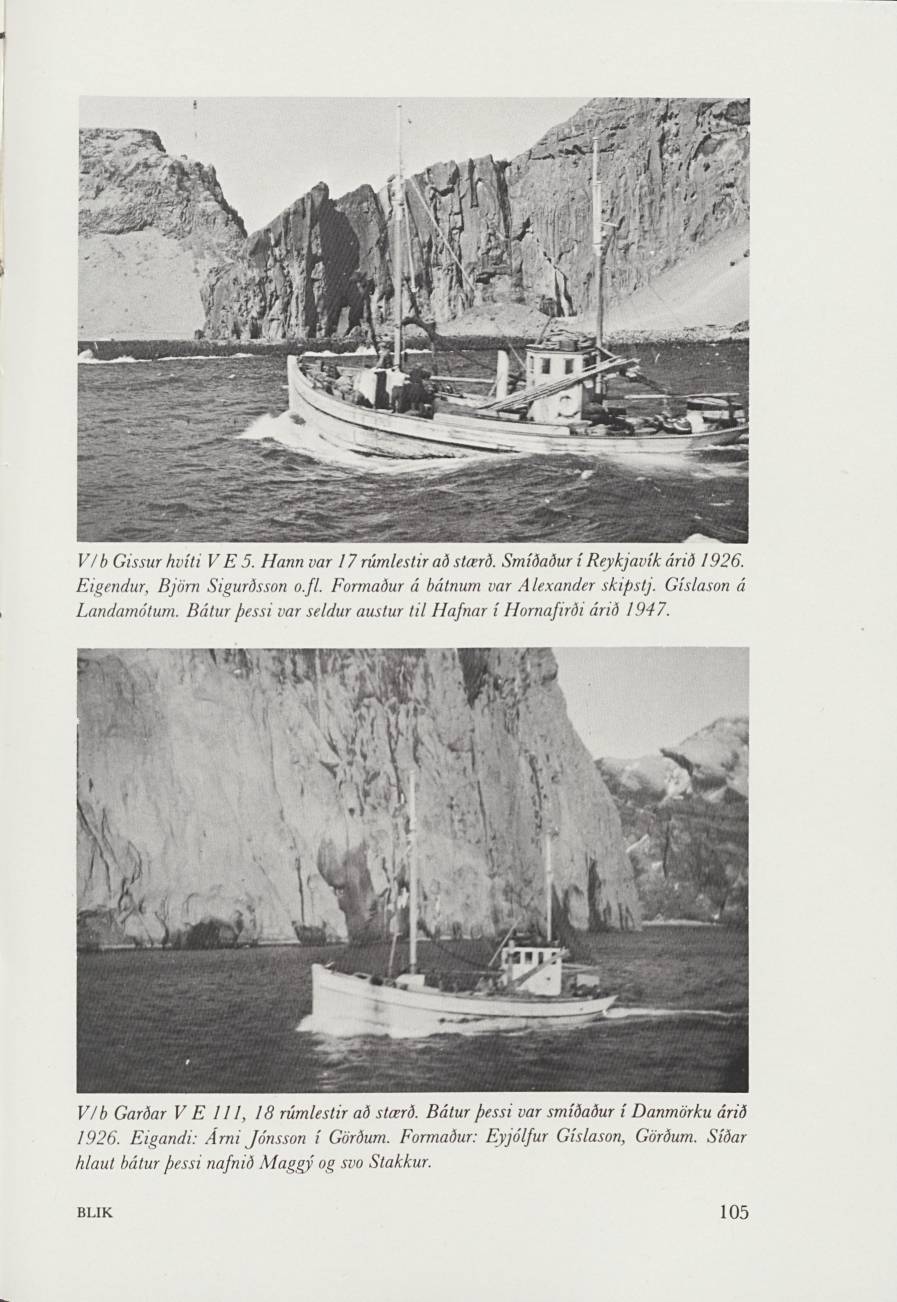 V/b Gissur hvíti V E 5. Hann var 17 rúmlestir að stærð. Smíðaður í Reykjavík árið 1926.
Eigendur, Björn Sigurðsson o.fl. Formaður á bátnum var Alexander skipstj. Gíslason á
Landamótum. Bátur þessi var seldur austur til Hafnar í Hornafirði árið 1947.
V/b Garðar V E 111, 18 rúmlestir að stærð. Bátur þessi var smíðaður í Danmörku árið
1926. Eigandi: Árni Jónsson í Görðum. Formaður: Eyjólfur Gíslason, Görðum. Síðar
hlaut bátur þessi nafnið Maggý og svo Stakkur.
BLIK 105